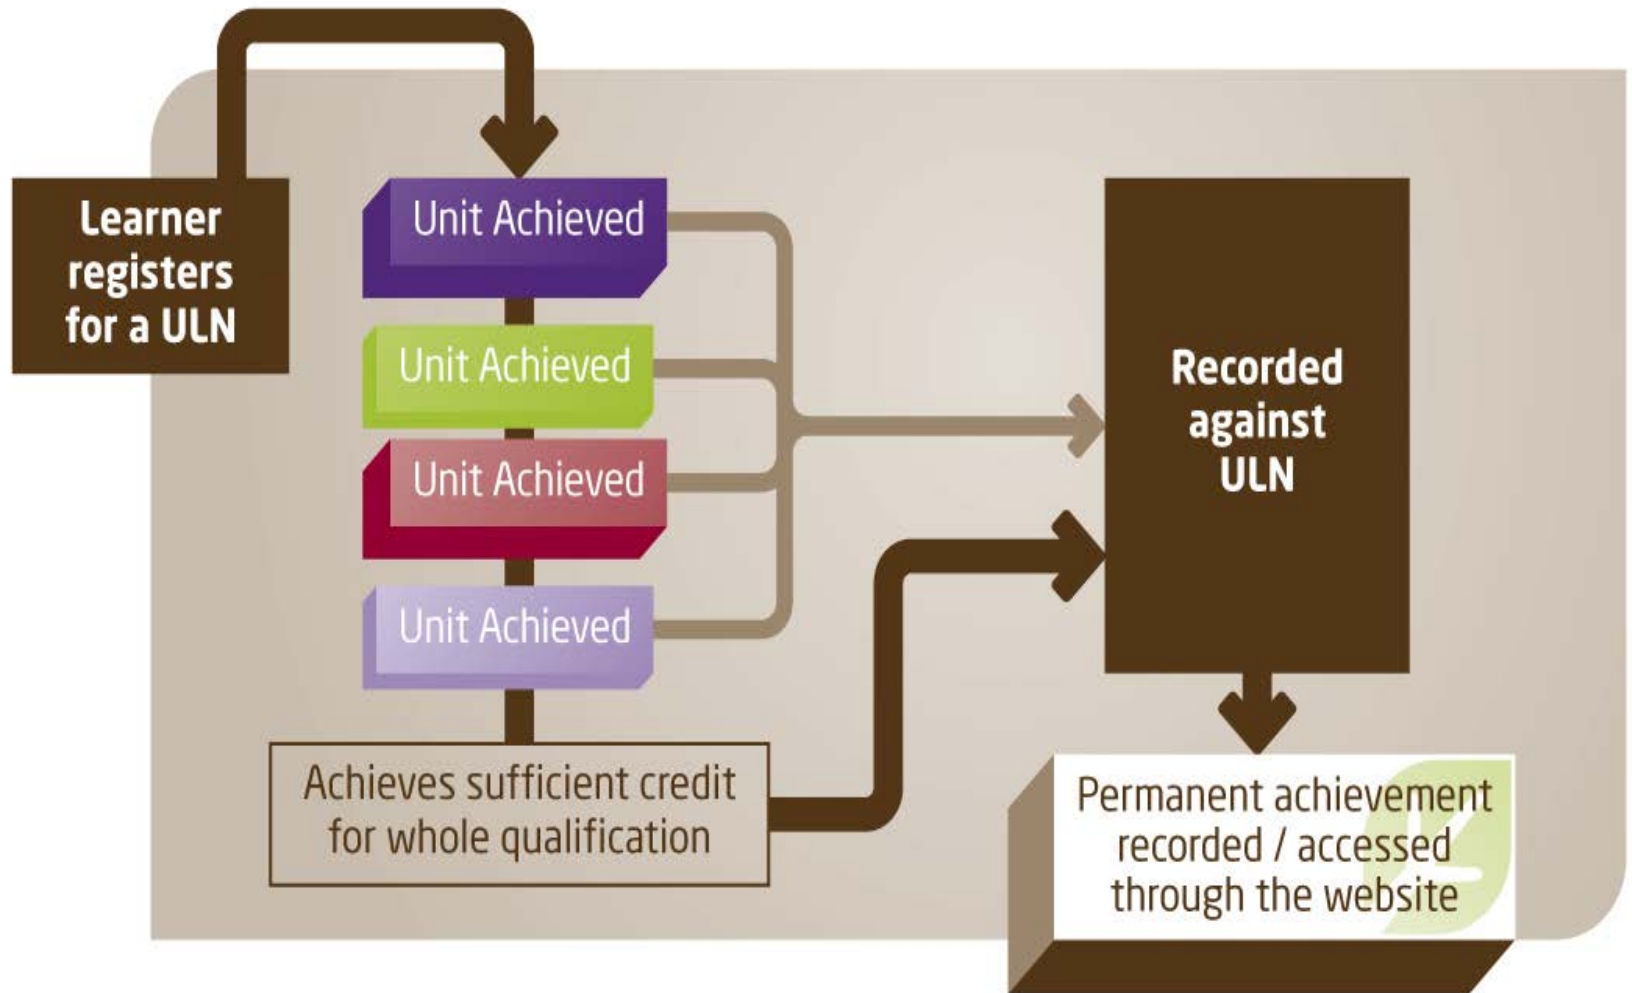 Learner
registers
for a ULN
Unit Achieved
Unit Achieved
Unit Achieved
Unit Achieved
Achieves sufficient credit
for whole qualification
Recorded
against
ULN
Permanent achievement
recorded / accessed
through the website